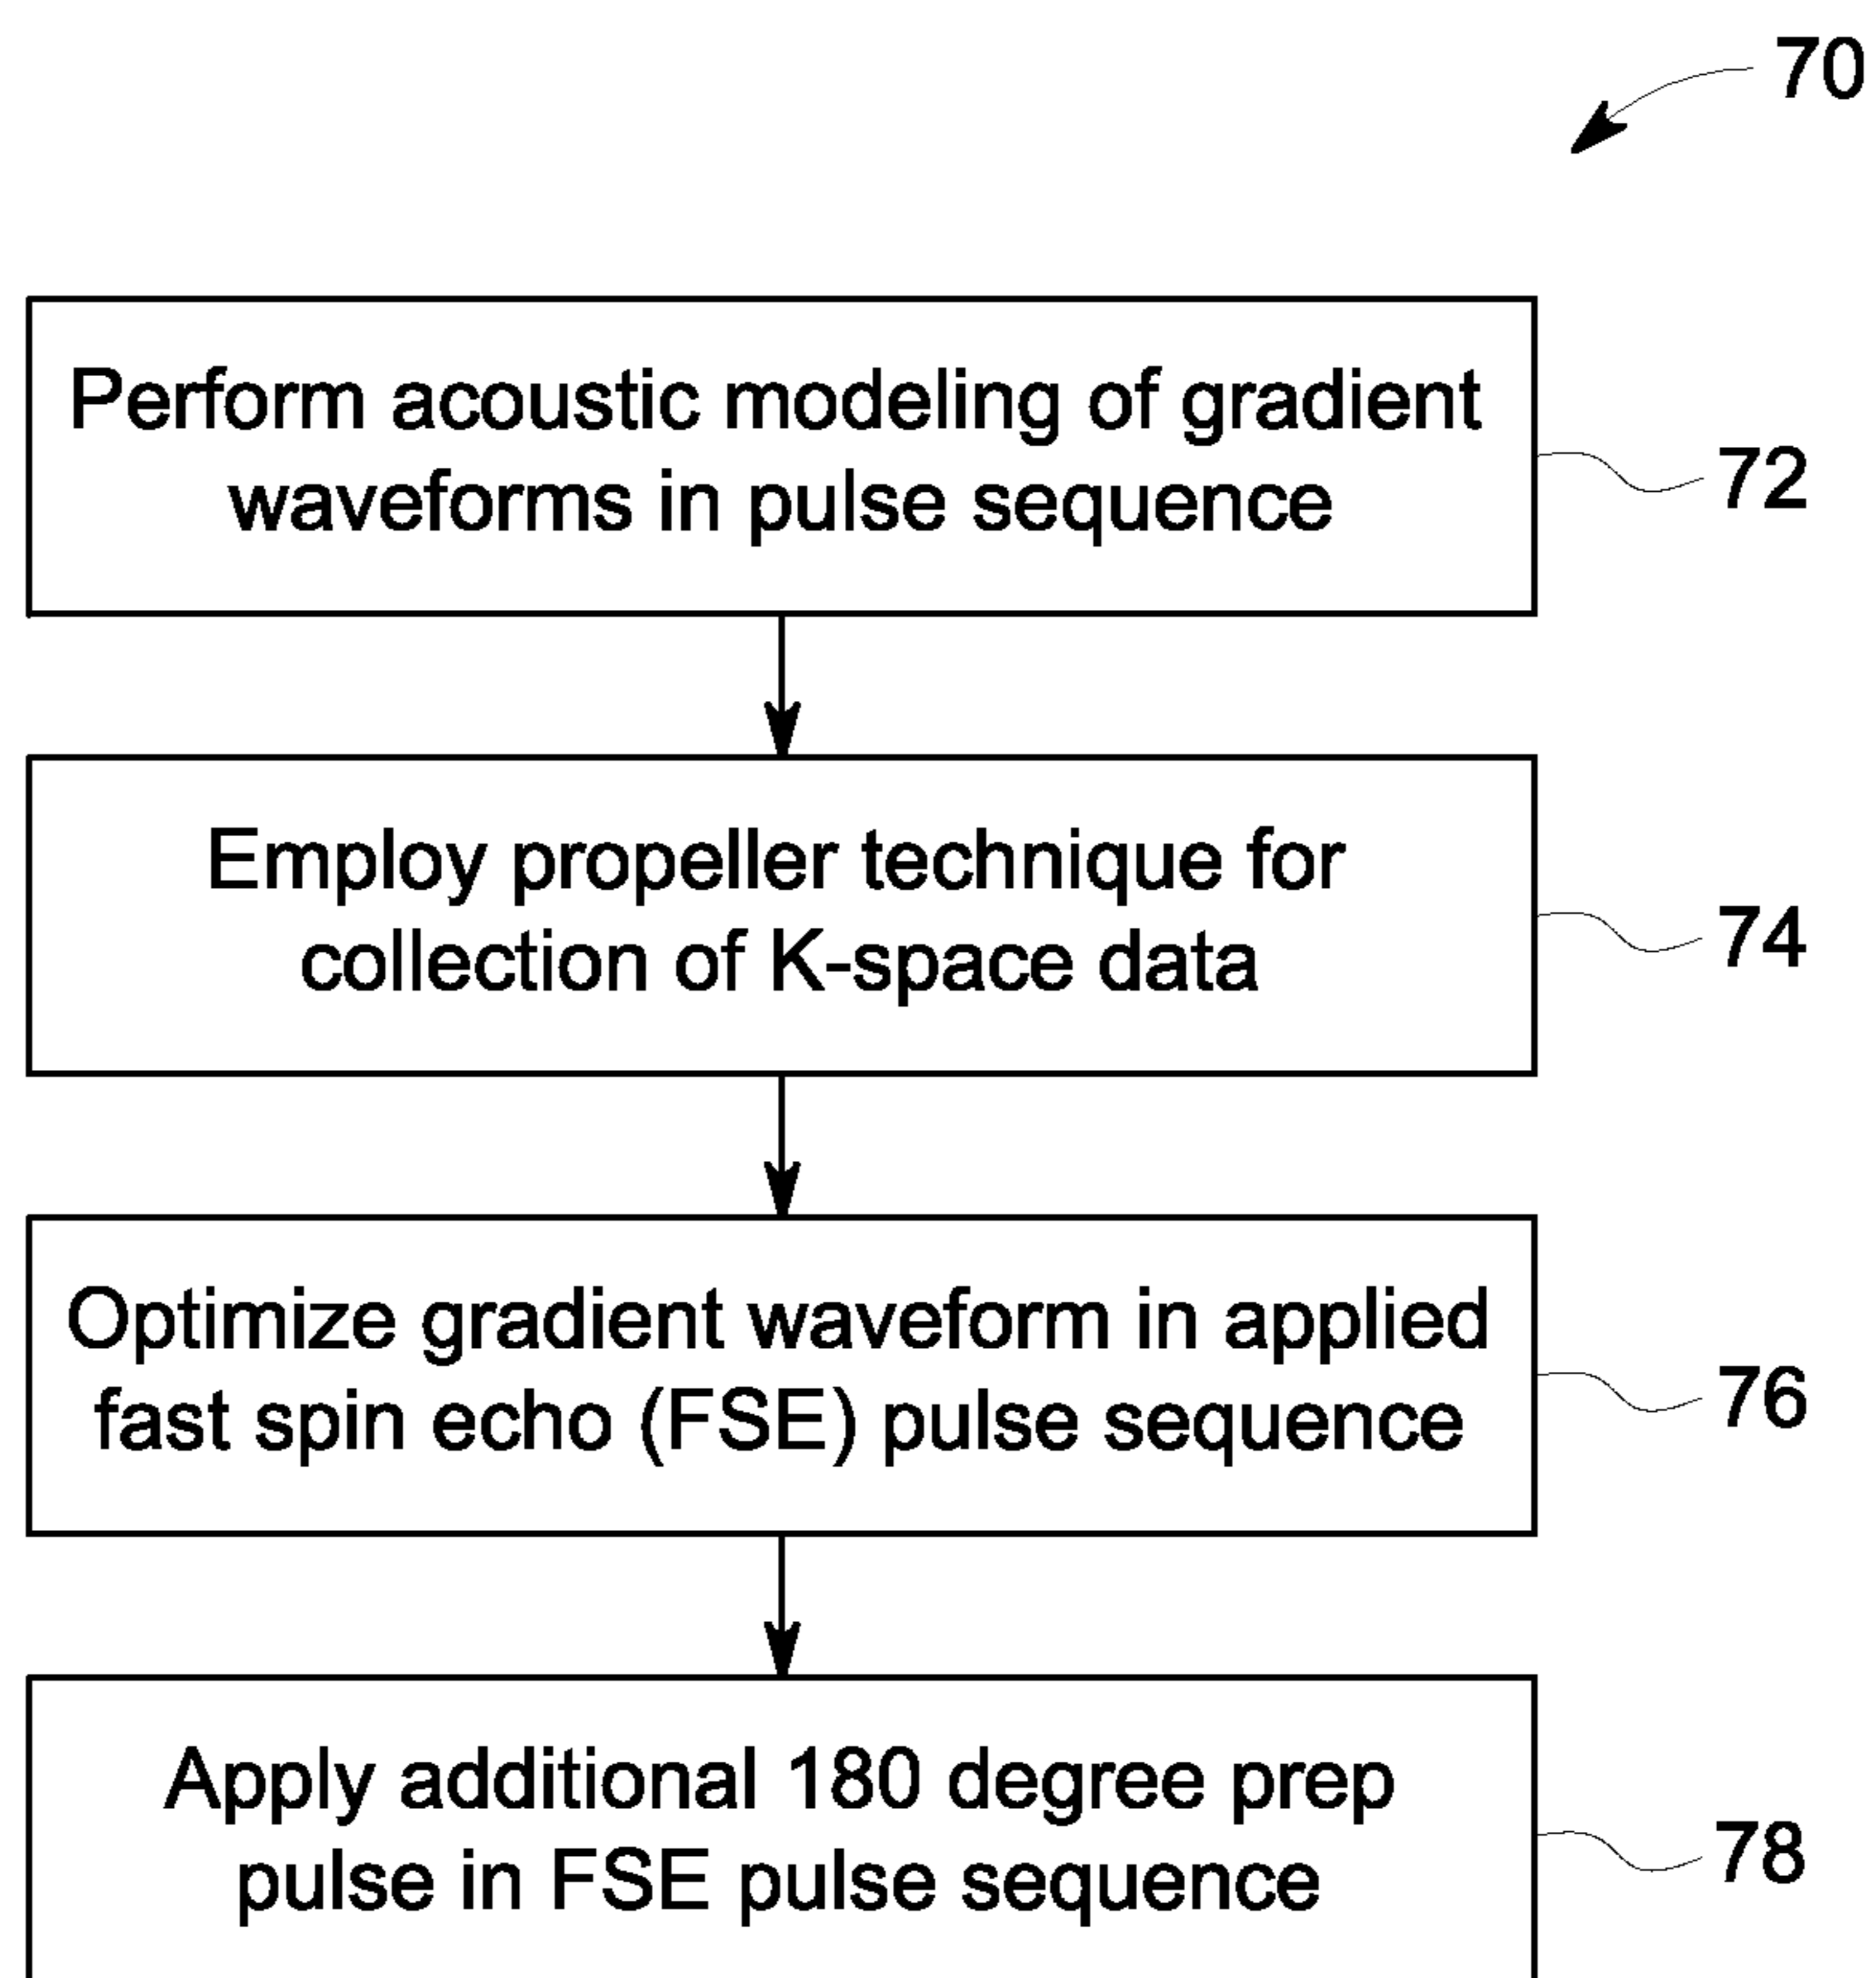 70
Perform acoustic modeling of gradient
waveforms in pulse sequence
72
Employ propeller technique for
collection of K-space data
74
Optimize gradient waveform in applied
fast spin echo (FSE) pulse sequence
76
Apply additional 180 degree prep
pulse in FSE pulse sequence
78